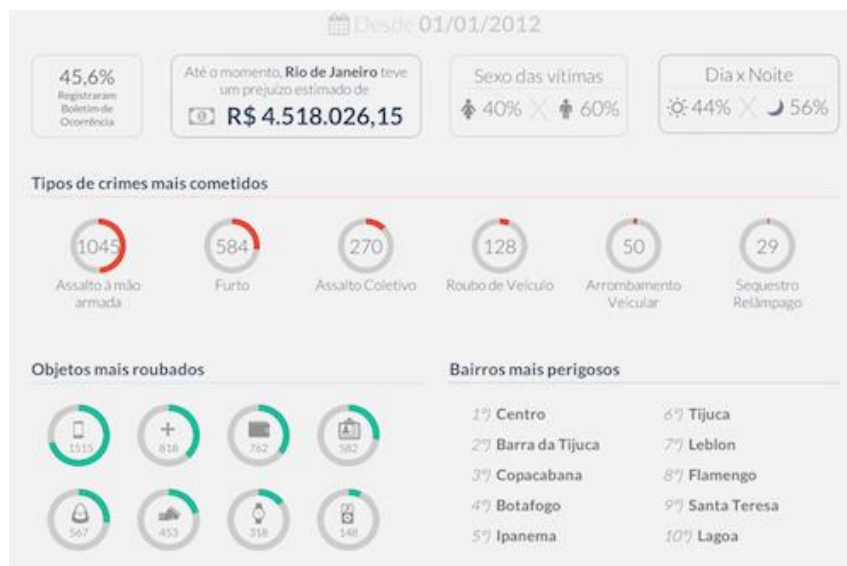 Desde 01/01/2012
45,6%
Registraram
Boletim de
Ocorrência
Até o momento, Rio de Janeiro teve
um prejuízo estimado de
R$ 4.518.026,15
Sexo das vítimas
40% X 60%
Dia x Noite
44% X 56%
Tipos de crimes mais cometidos
1045
Assalto à mão
armada
584
Furto
270
Assalto Coletivo
128
Roubo de Veículo
50
Arrombamento
Veicular
29
Sequestro
Relâmpago
Objetos mais roubados
1515
818
762
582
567
453
318
148
Bairros mais perigosos
1º) Centro
2º) Barra da Tijuca
3º) Copacabana
4º) Botafogo
5º) Ipanema
6º) Tijuca
7º) Leblon
8º) Flamengo
9º) Santa Teresa
10º) Lagoa